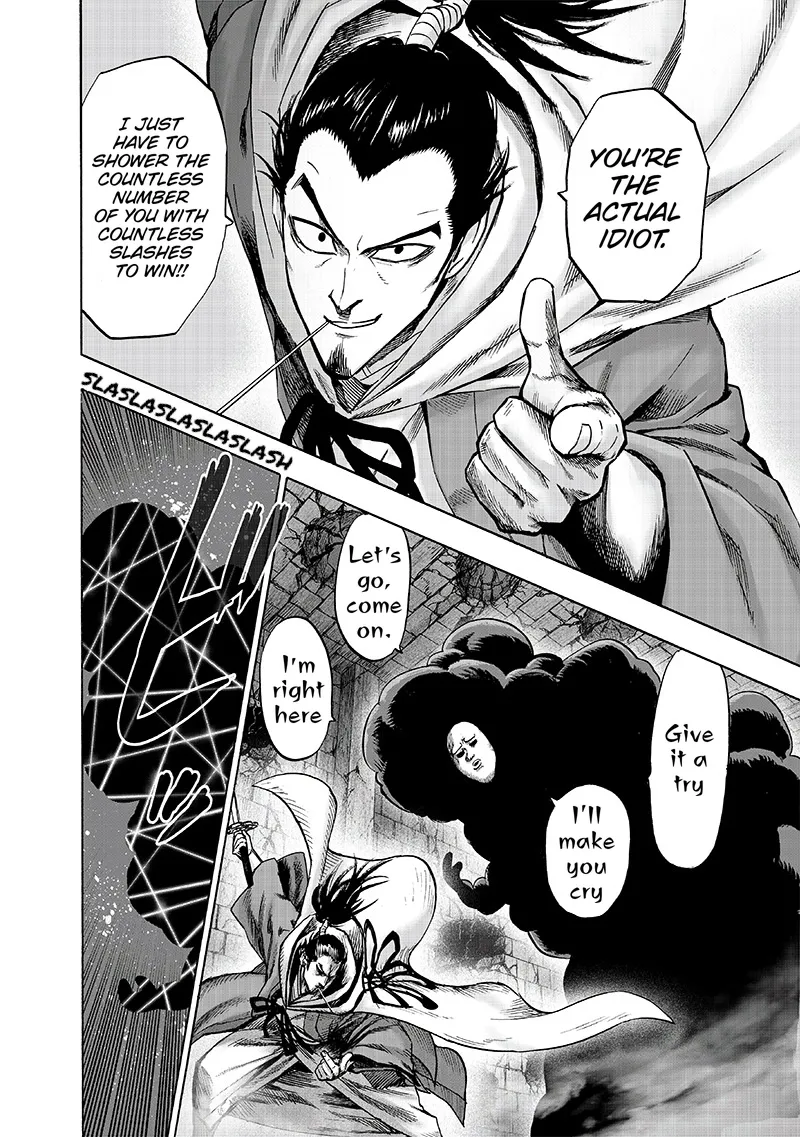 YOU'RE
THE
ACTUAL
IDIOT.
I JUST
HAVE TO
SHOWER THE
COUNTLESS
NUMBER
OF YOU WITH
COUNTLESS
SLASHES
TO WIN!!
Give
it a
try
I'll
make
you
cry
Let's
go,
come
on.
I'm
right
here
SLASLASLASLASLASH